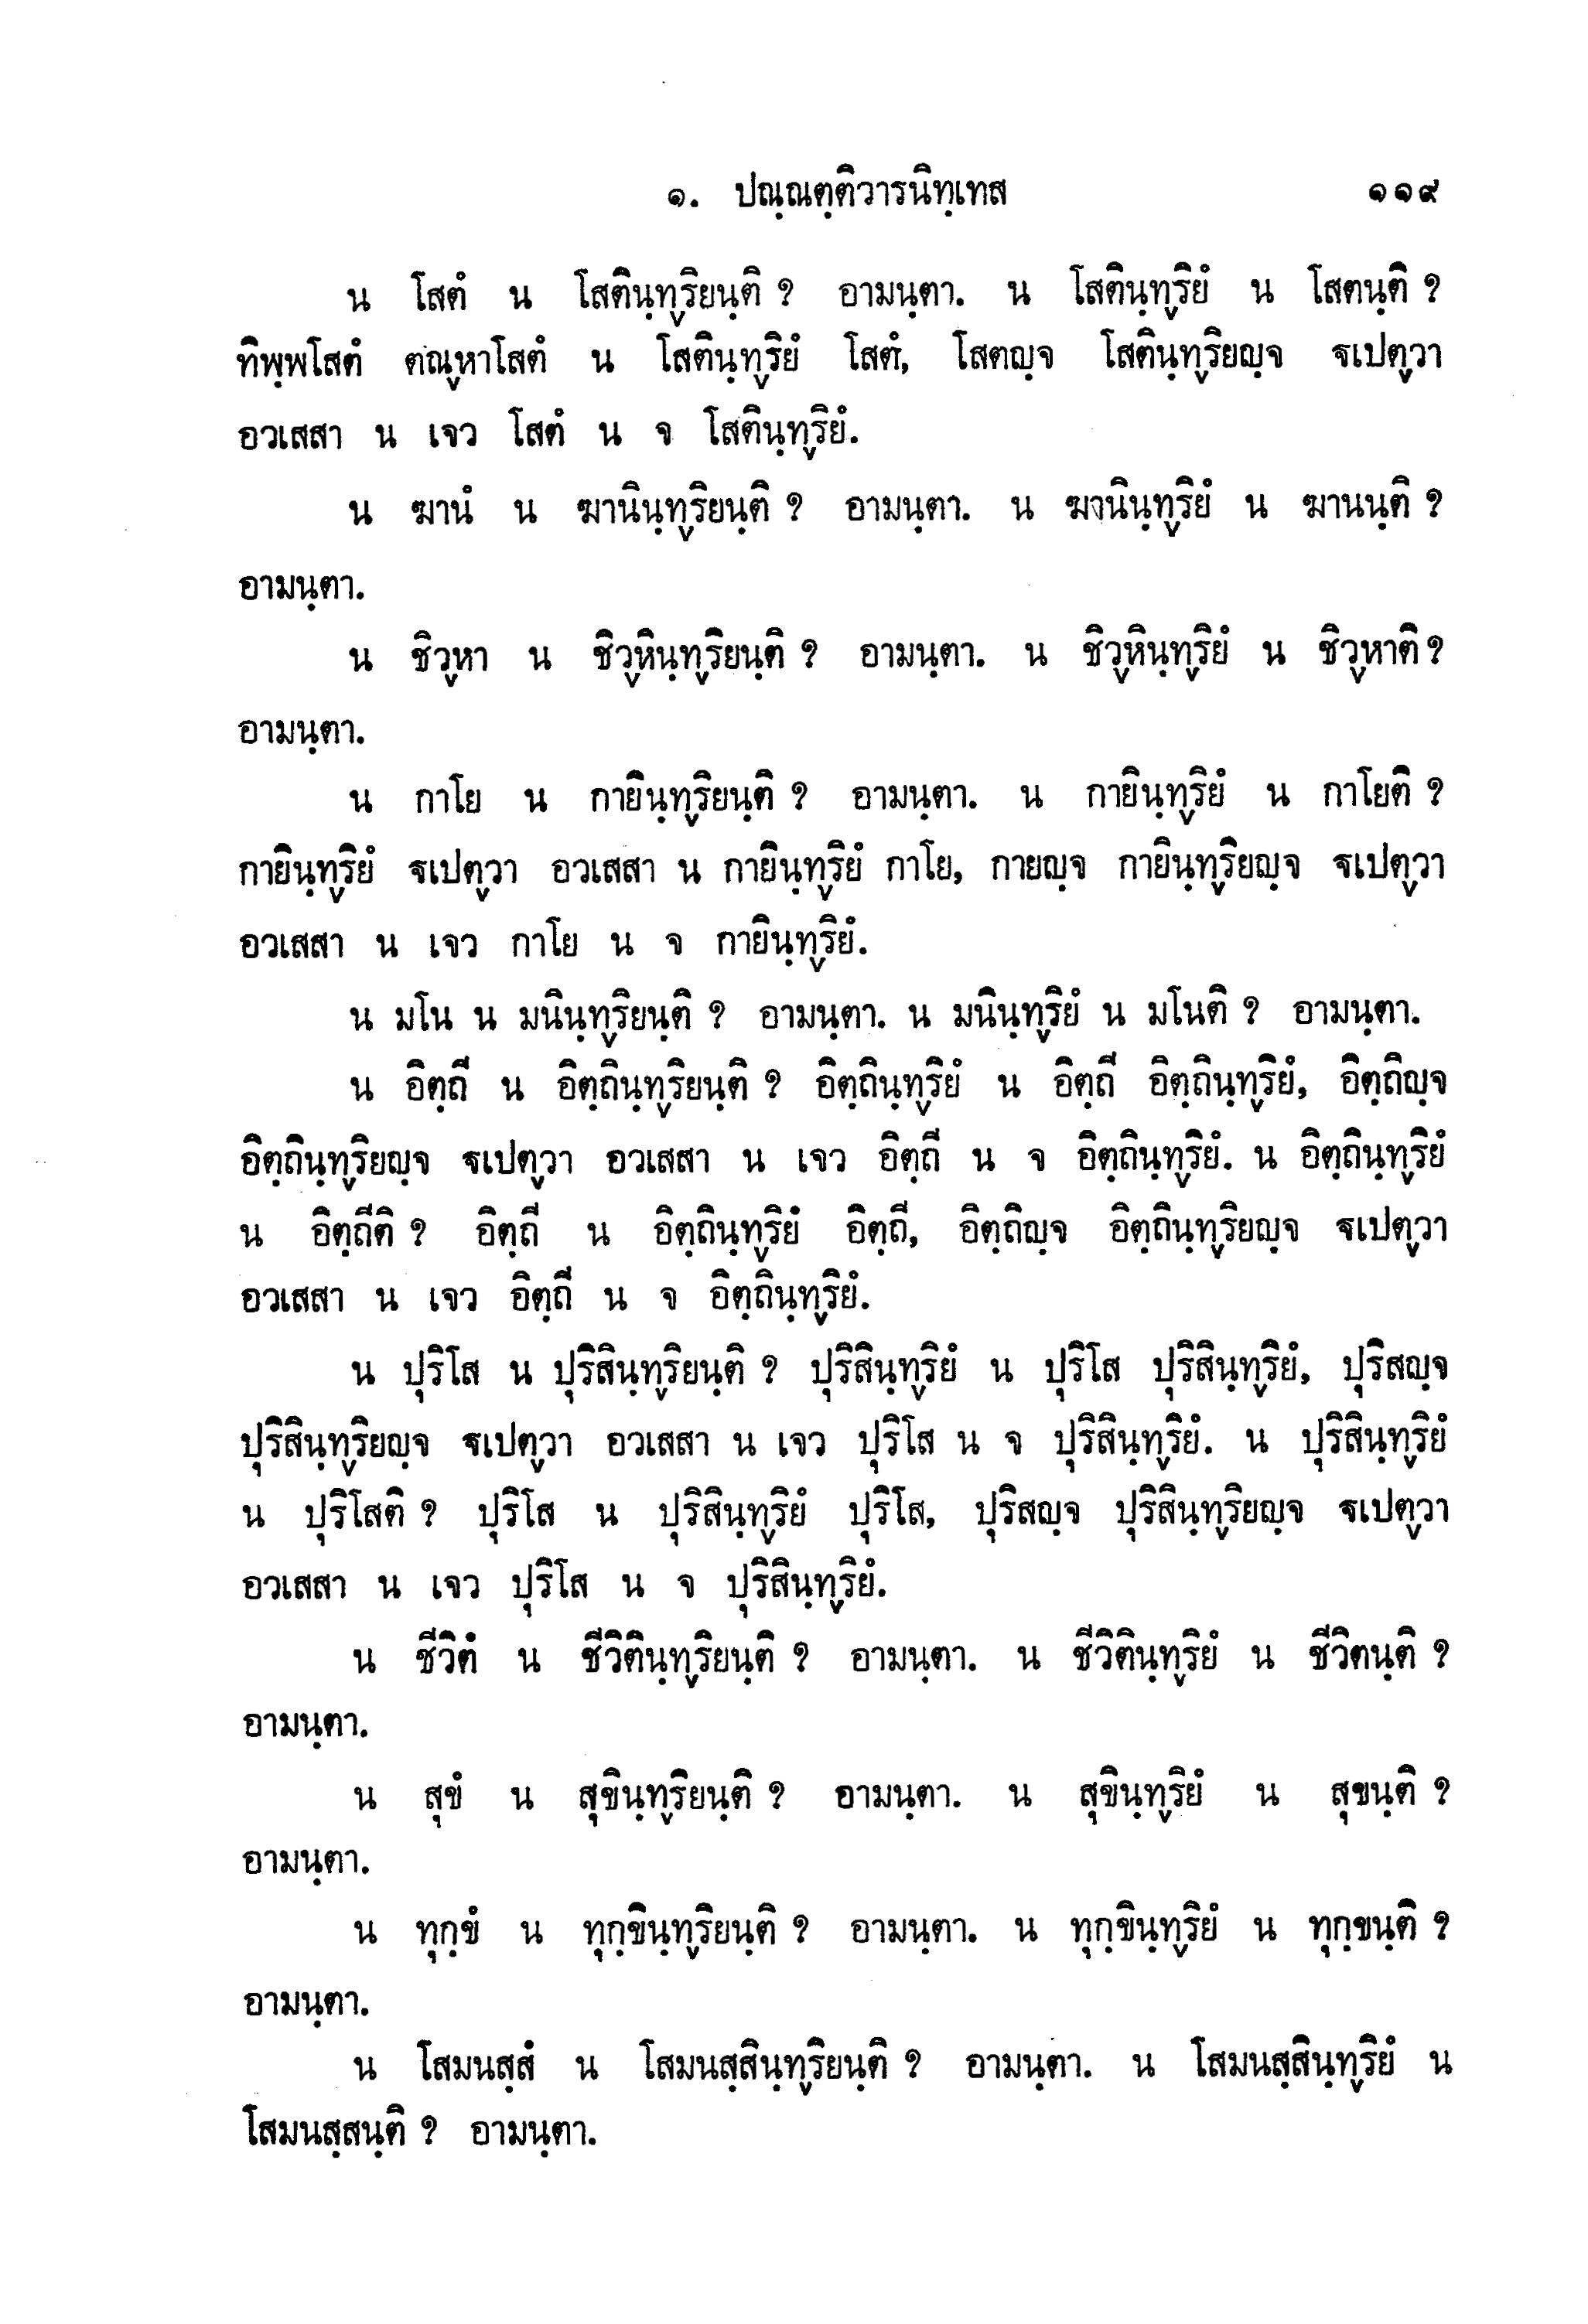 ๑. ปณฺณตฺติวารนิทฺเทส ๑๑๙
น โสตํ น โสตินฺท๎ริยนฺติ ? อามนฺตา. น โสตินฺท๎ริยํ น โสตนฺติ ?
ทิพฺพโสตํ ตณ๎หาโสตํ น โสตินฺท๎ริยํ โสตํ, โสตญฺจ โสตินฺท๎ริยญฺจ ฐเปต๎วา
อวเสสา น เจว โสตํ น จ โสตินฺท๎ริยํ.
น ฆานํ น ฆานินฺท๎ริยนฺติ ? อามนฺตา. น ฆานินฺท๎ริยํ น ฆานนฺติ ?
อามนฺตา.
น ชิว๎หา น ชิว๎หินฺท๎ริยนฺติ ? อามนฺตา. น ชิว๎หินฺท๎ริยํ น ชิว๎หาติ ?
อามนฺตา.
น กาโย น กายินฺท๎ริยนฺติ ? อามนฺตา. น กายินฺท๎ริยํ น กาโยติ ?
กายินฺท๎ริยํ ฐเปต๎วา อวเสสา น กายินฺท๎ริยํ กาโย, กายญฺจ กายินฺท๎ริยญฺจ ฐเปต๎วา
อวเสสา น เจว กาโย น จ กายินฺท๎ริยํ.
น มโน น มนินฺท๎ริยนฺติ ? อามนฺตา. น มนินฺท๎ริยํ น มโนติ ? อามนฺตา.
น อิตฺถี น อิตฺถินฺท๎ริยนฺติ ? อิตฺถินฺท๎ริยํ น อิตฺถี อิตฺถินฺท๎ริยํ, อิตฺถิญฺจ
อิตฺถินฺท๎ริยญฺจ ฐเปต๎วา อวเสสา น เจว อิตฺถี น จ อิตฺถินฺท๎ริยํ. น อิตฺถินฺท๎ริยํ
น อิตฺถีติ ? อิตฺถี น อิตฺถินฺท๎ริยํ อิตฺถี, อิตฺถิญฺจ อิตฺถินฺท๎ริยญฺจ ฐเปต๎วา
อวเสสา น เจว อิตฺถี น จ อิตฺถินฺท๎ริยํ.
น ปุริโส น ปุริสินฺท๎ริยนฺติ ? ปุริสินฺท๎ริยํ น ปุริโส ปุริสินฺท๎ริยํ, ปุริสญฺจ
ปุริสินฺท๎ริยญฺจ ฐเปต๎วา อวเสสา น เจว ปุริโส น จ ปุริสินฺท๎ริยํ. น ปุริสินฺท๎ริยํ
น ปุริโสติ ? ปุริโส น ปุริสินฺท๎ริยํ ปุริโส, ปุริสญฺจ ปุริสินฺท๎ริยญฺจ ฐเปต๎วา
อวเสสา น เจว ปุริโส น จ ปุริสินฺท๎ริยํ.
น ชีวิตํ น ชีวิตินฺท๎ริยนฺติ ? อามนฺตา. น ชีวิตินฺท๎ริยํ น ชีวิตนฺติ ?
อามนฺตา.
น สุขํ น สุขินฺท๎ริยนฺติ ? อามนฺตา. น สุขินฺท๎ริยํ น สุขนฺติ ?
อามนฺตา.
น ทุกฺขํ น ทุกฺขินฺท๎ริยนฺติ ? อามนฺตา. น ทุกฺขินฺท๎ริยํ น ทุกฺขนฺติ ?
อามนฺตา.
น โสมนสฺสํ น โสมนสฺสินฺท๎ริยนฺติ ? อามนฺตา. น โสมนสฺสินฺท๎ริยํ น
โสมนสฺสนฺติ ? อามนฺตา.